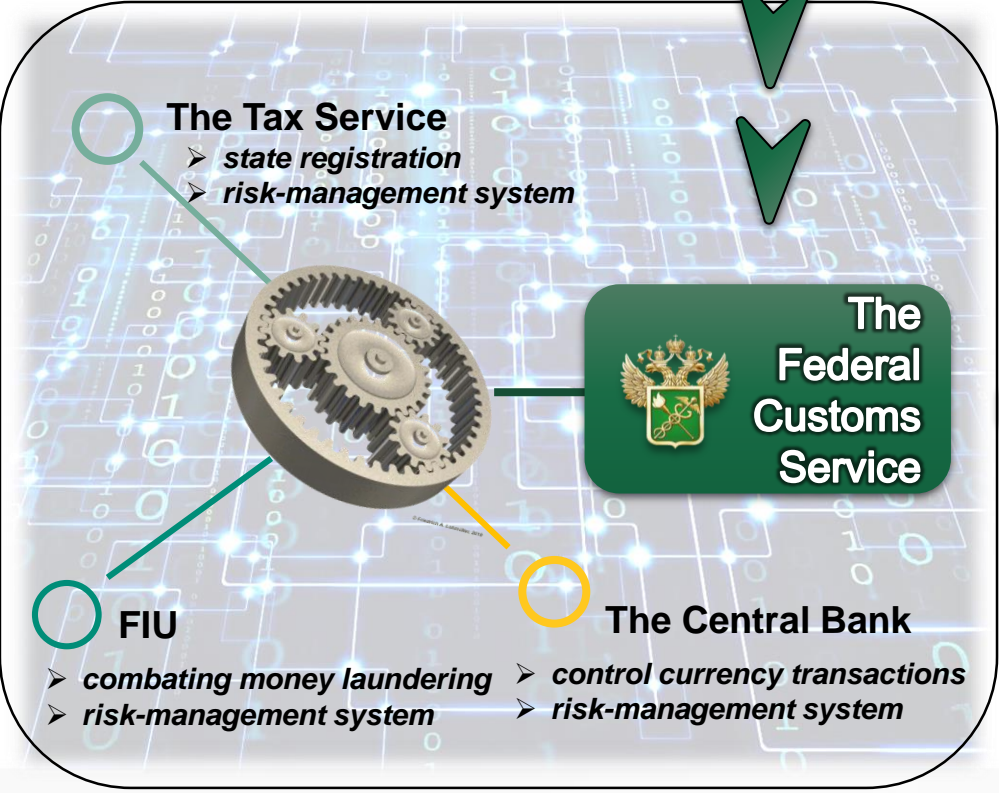 The Tax Service
➢ state registration
➢ risk-management system
The
Federal
Customs
Service
FIU
➢ combating money laundering
➢ risk-management system
The Central Bank
➢ control currency transactions
➢ risk-management system